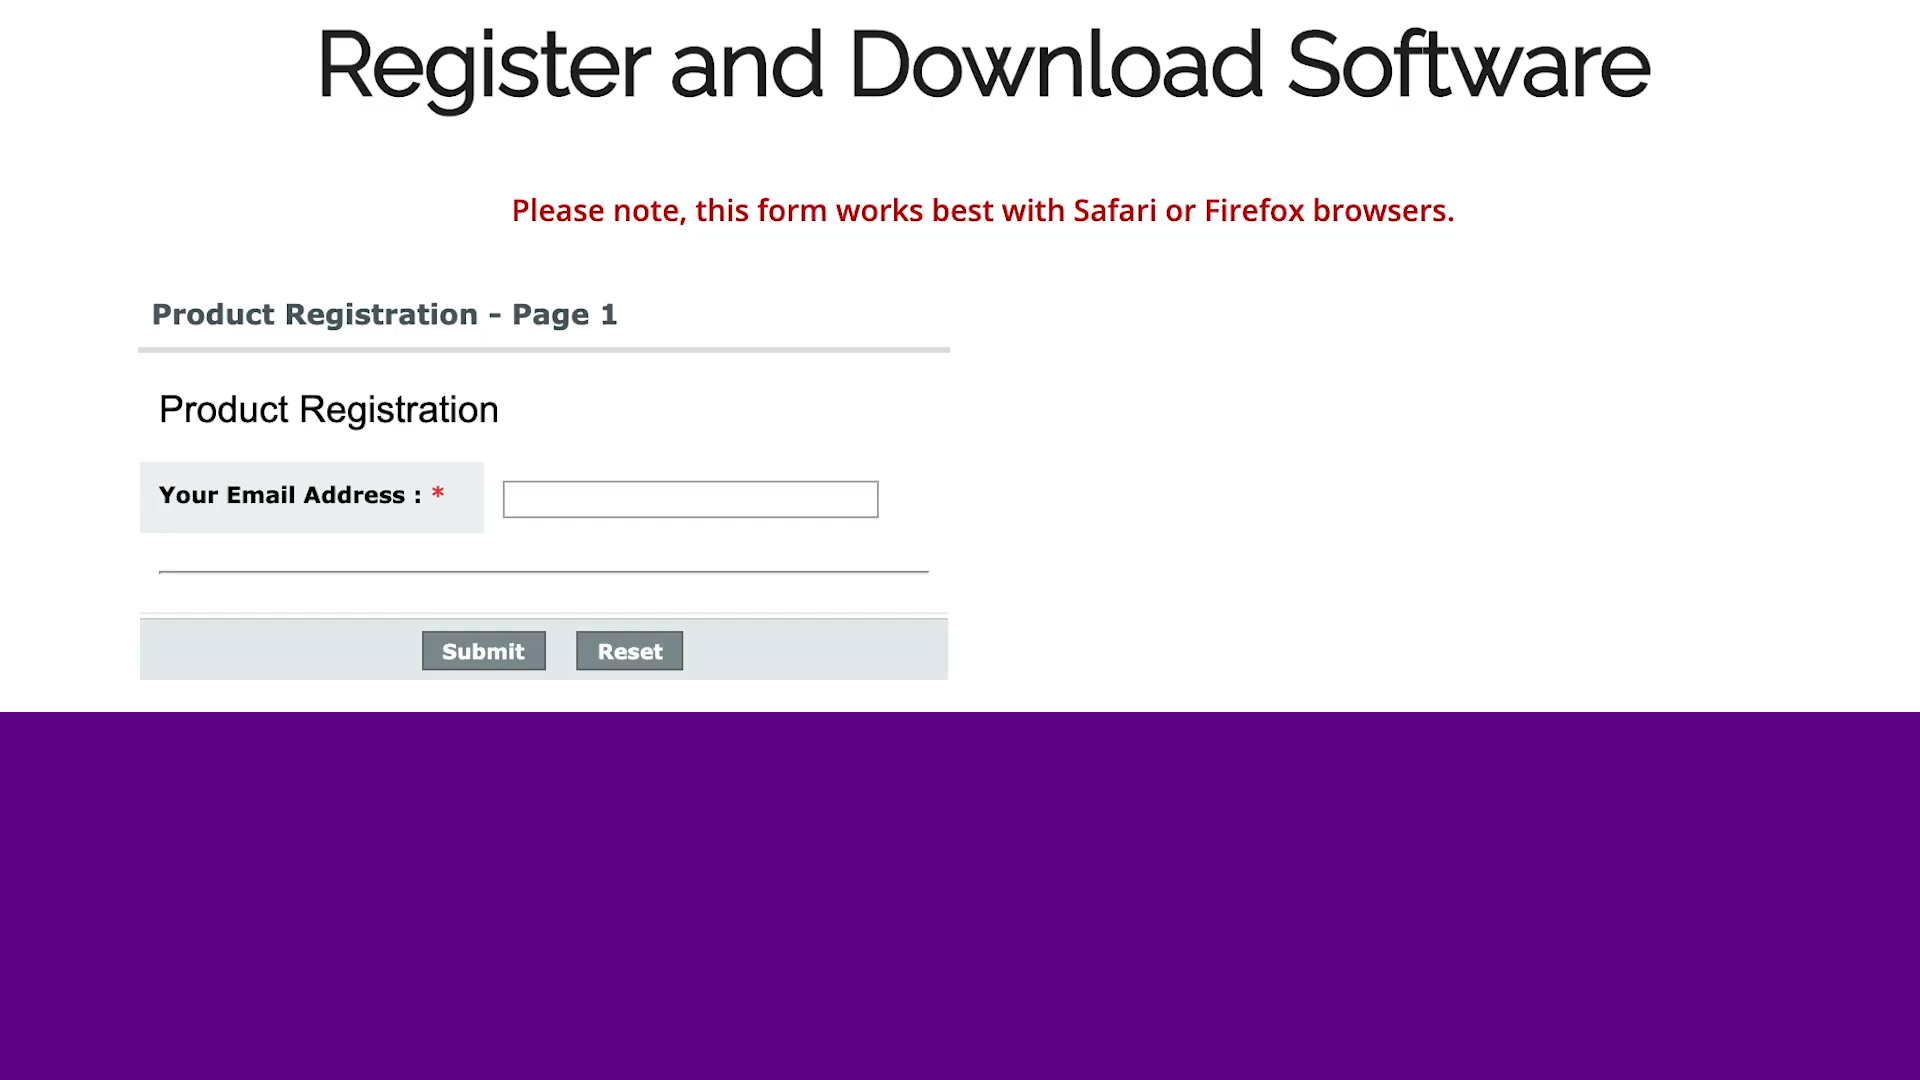 Register and Download Software
Please note, this form works best with Safari or Firefox browsers.
Product Registration - Page 1
Product Registration
Your Email Address : *
Submit Reset